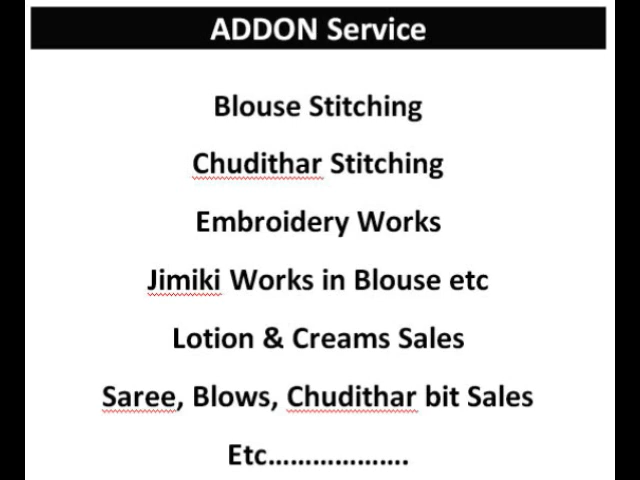 ADDON Service
Blouse Stitching
Chudithar Stitching
Embroidery Works
Jimiki Works in Blouse etc
Lotion & Creams Sales
Saree, Blows, Chudithar bit Sales
Etc...................